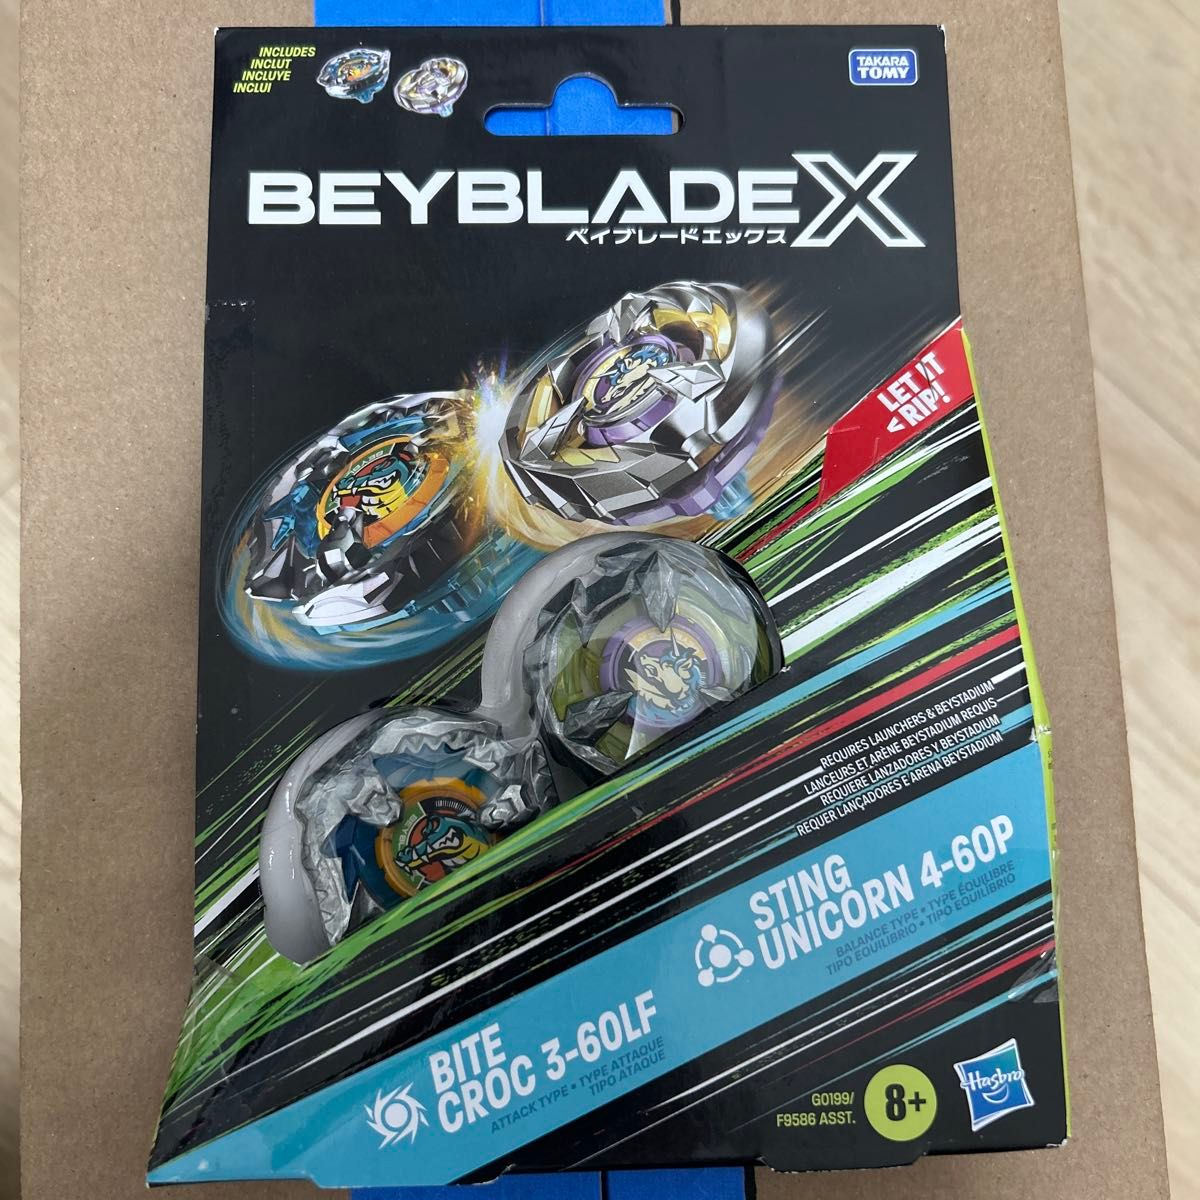 INCLUDES
INCLUT
INCLUYE
INCLUI
TAKARA
TOMY
BEYBLADE X
ベイブレードエックス
LET IT
RIP!
REQUIRES LAUNCHERS & BEYSTADIUM
LANCEURS ET ARÈNE BEYSTADIUM REQUIS
REQUIERE LANZADORES Y BEYSTADIUM
REQUER LANÇADORES E ARENA BEYSTADIUM
STING
UNICORN 4-60P
BALANCE TYPE • TYPE ÉQUILIBRE
TIPO EQUILIBRIO • TIPO EQUILÍBRIO
BITE
CROC 3-60LF
ATTACK TYPE • TYPE ATTAQUE
TIPO ATAQUE
G0199/
F9586 ASST.
8+
Hasbro